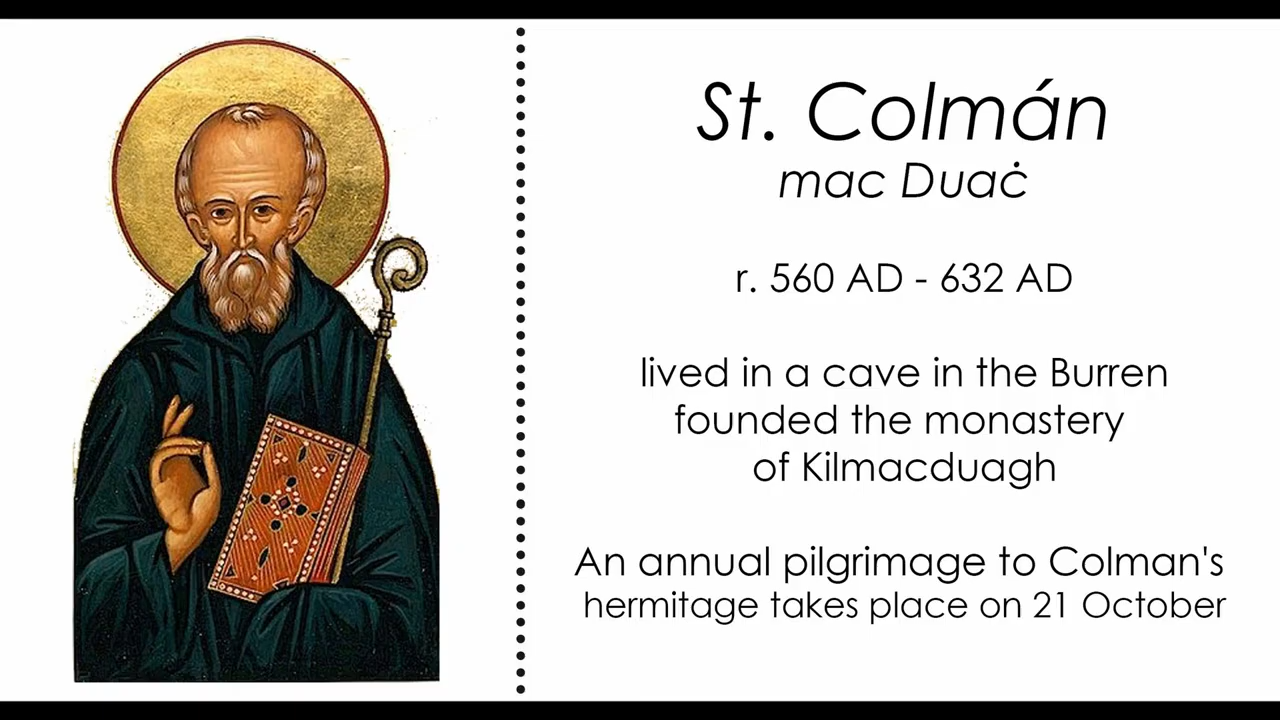 St. Colmán
mac Duaċ
r. 560 AD - 632 AD
lived in a cave in the Burren
founded the monastery
of Kilmacduagh
An annual pilgrimage to Colman's
hermitage takes place on 21 October